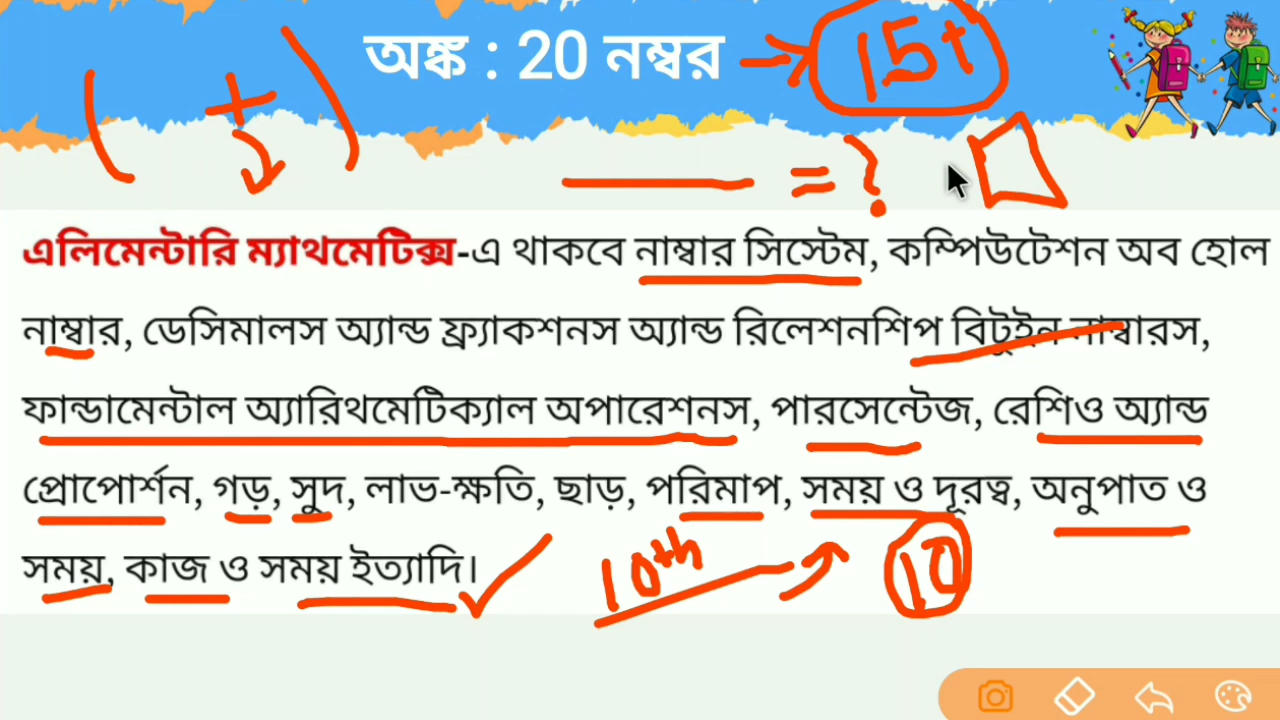 অঙ্ক : 20 নম্বর → 15+
( + )
= ?
এলিমেন্টারি ম্যাথমেটিক্স-এ থাকবে নাম্বার সিস্টেম, কম্পিউটেশন অব হোল
নাম্বার, ডেসিমালস অ্যান্ড ফ্র্যাকশনস অ্যান্ড রিলেশনশিপ বিটুইন নাম্বারস,
ফান্ডামেন্টাল অ্যারিথমেটিক্যাল অপারেশনস, পারসেন্টেজ, রেশিও অ্যান্ড
প্রোপোর্শন, গড়, সুদ, লাভ-ক্ষতি, ছাড়, পরিমাপ, সময় ও দূরত্ব, অনুপাত ও
সময়, কাজ ও সময় ইত্যাদি।
10th 10